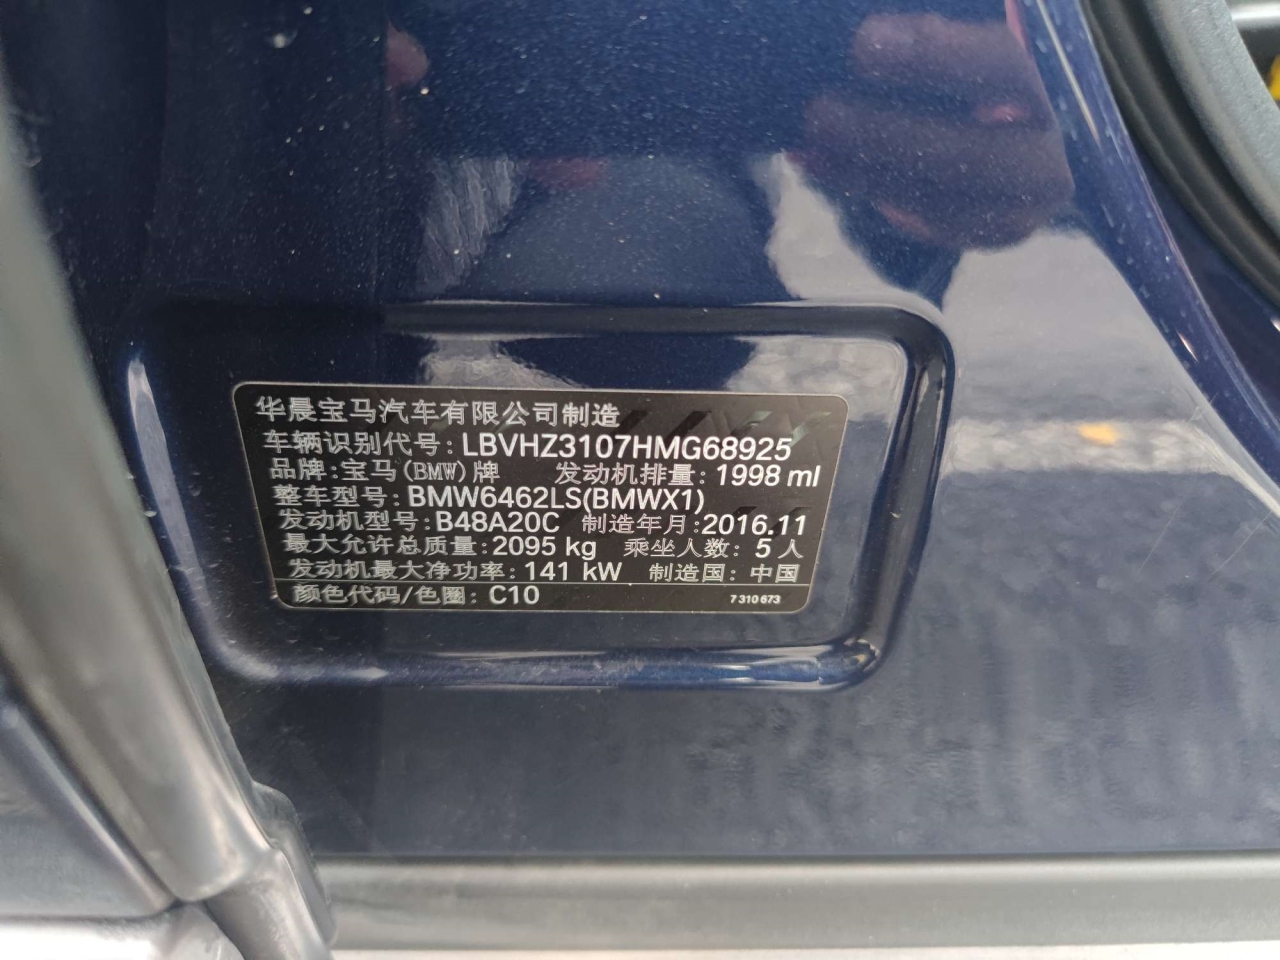 华晨宝马汽车有限公司制造
车辆识别代号: LBVHZ3107HMG68925
品牌:宝马(BMW)牌 发动机排量: 1998 ml
整车型号: BMW6462LS(BMWX1)
发动机型号: B48A20C 制造年月:2016.11
最大允许总质量: 2095 kg 乘坐人数: 5 人
发动机最大净功率: 141 kW 制造国: 中国
颜色代码/色圈: C10 7 310 673